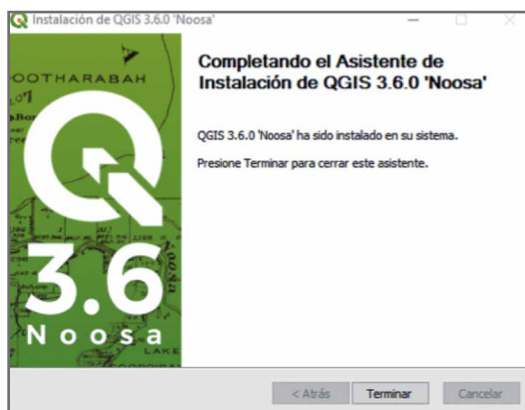 Instalación de QGIS 3.6.0 'Noosa'
Completando el Asistente de
Instalación de QGIS 3.6.0 'Noosa'
QGIS 3.6.0 'Noosa' ha sido instalado en su sistema.
Presione Terminar para cerrar este asistente.
OOTHARABAH
3.6
Noosa
LAKE
< Atrás
Terminar
Cancelar